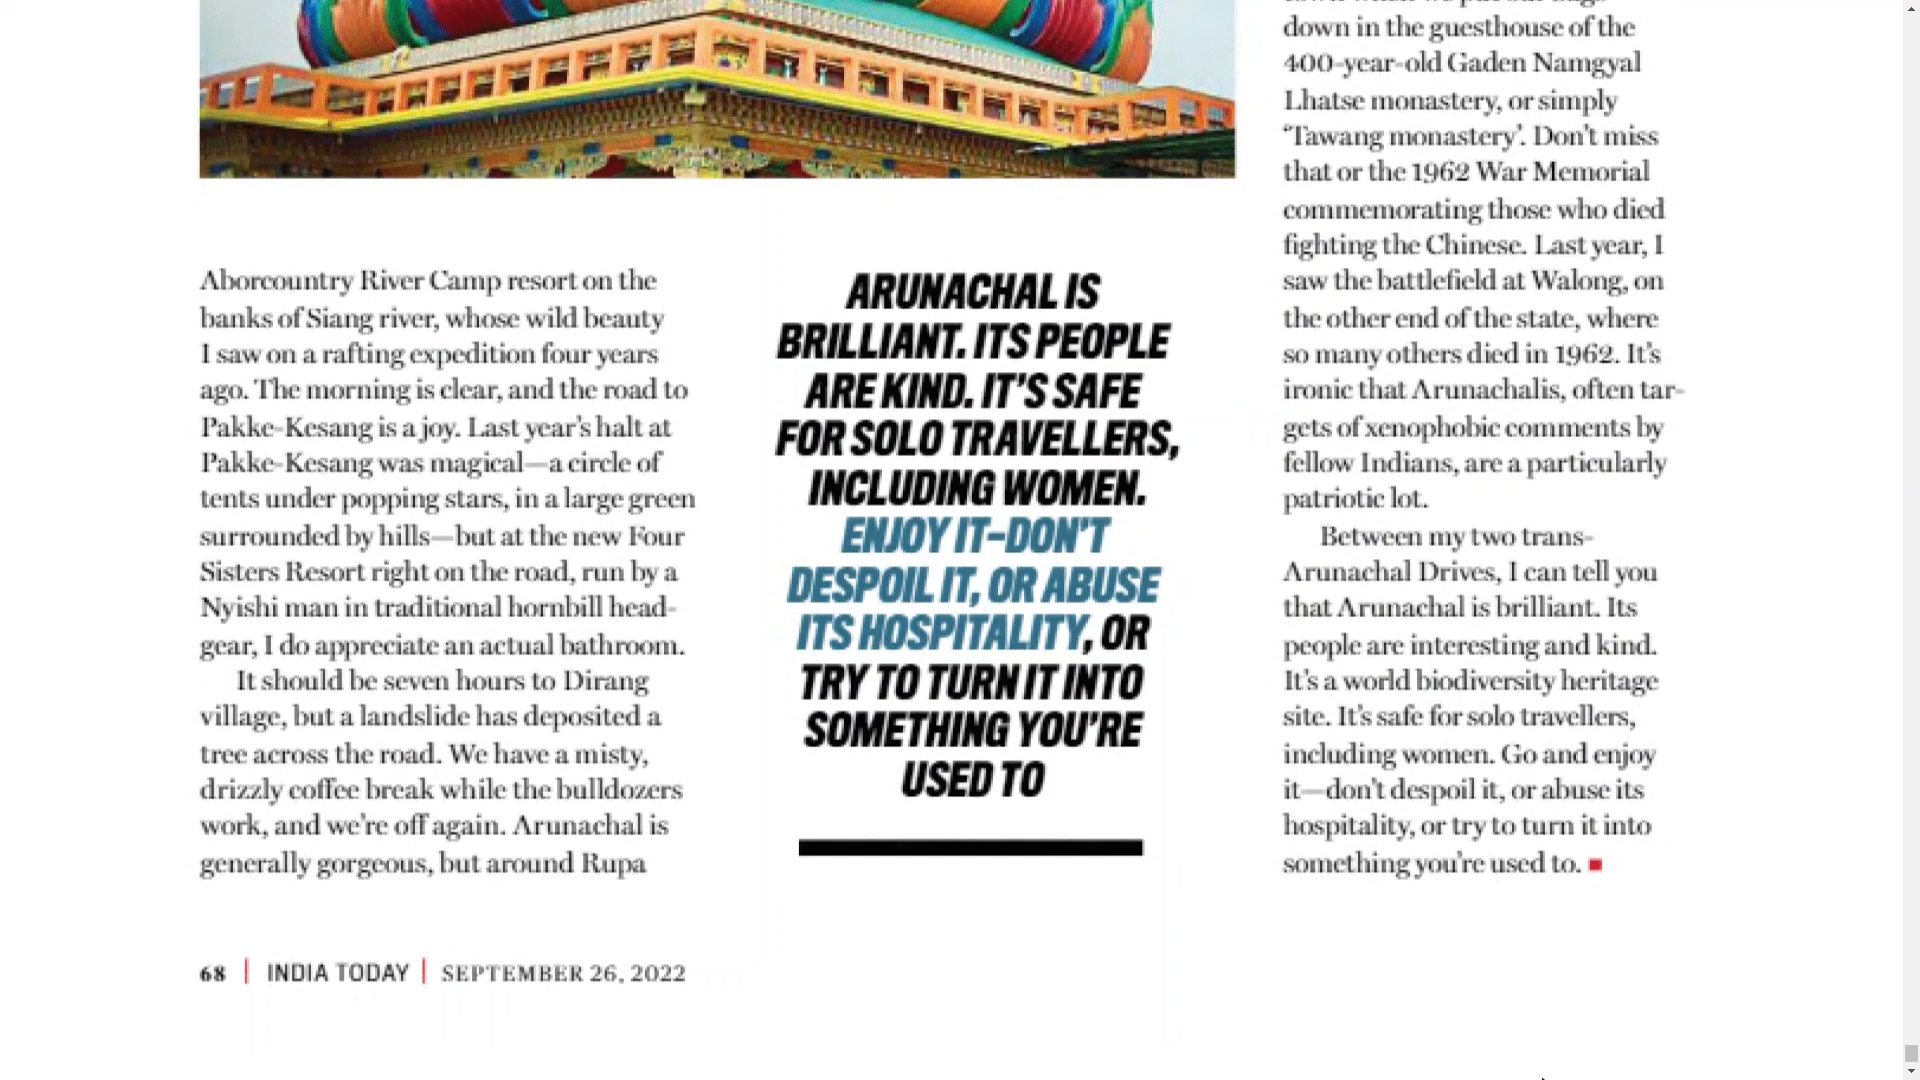 Aborcountry River Camp resort on the
banks of Siang river, whose wild beauty
I saw on a rafting expedition four years
ago. The morning is clear, and the road to
Pakke-Kesang is a joy. Last year's halt at
Pakke-Kesang was magical—a circle of
tents under popping stars, in a large green
surrounded by hills—but at the new Four
Sisters Resort right on the road, run by a
Nyishi man in traditional hornbill head-
gear, I do appreciate an actual bathroom.
It should be seven hours to Dirang
village, but a landslide has deposited a
tree across the road. We have a misty,
drizzly coffee break while the bulldozers
work, and we're off again. Arunachal is
generally gorgeous, but around Rupa
ARUNACHAL IS
BRILLIANT. ITS PEOPLE
ARE KIND. IT'S SAFE
FOR SOLO TRAVELLERS,
INCLUDING WOMEN.
ENJOY IT–DON'T
DESPOIL IT, OR ABUSE
ITS HOSPITALITY, OR
TRY TO TURN IT INTO
SOMETHING YOU'RE
USED TO
down in the guesthouse of the
400-year-old Gaden Namgyal
Lhatse monastery, or simply
'Tawang monastery'. Don't miss
that or the 1962 War Memorial
commemorating those who died
fighting the Chinese. Last year, I
saw the battlefield at Walong, on
the other end of the state, where
so many others died in 1962. It's
ironic that Arunachalis, often tar-
gets of xenophobic comments by
fellow Indians, are a particularly
patriotic lot.
Between my two trans-
Arunachal Drives, I can tell you
that Arunachal is brilliant. Its
people are interesting and kind.
It's a world biodiversity heritage
site. It's safe for solo travellers,
including women. Go and enjoy
it—don't despoil it, or abuse its
hospitality, or try to turn it into
something you're used to.
68 | INDIA TODAY | SEPTEMBER 26, 2022